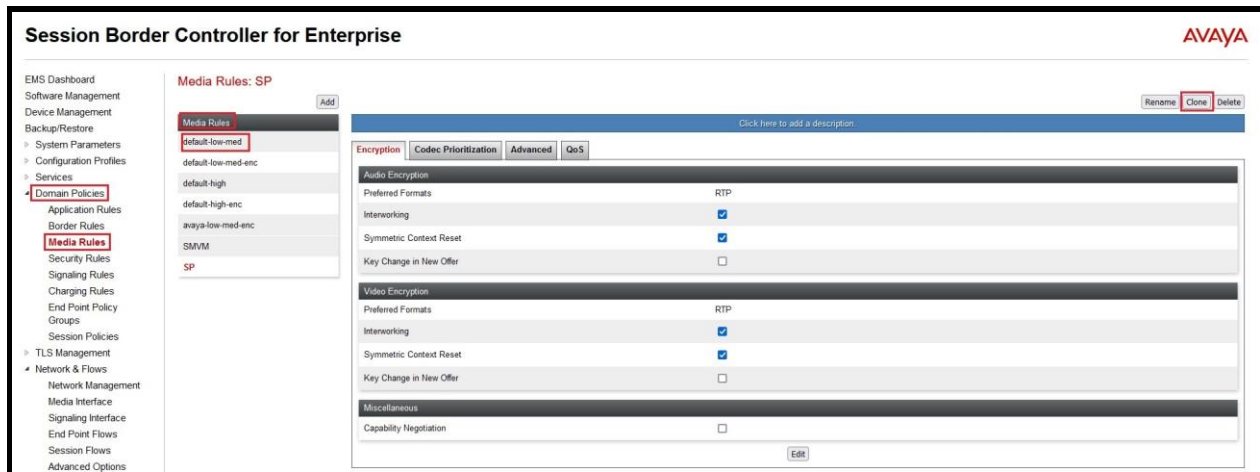 Session Border Controller for Enterprise
AVAYA
EMS Dashboard
Software Management
Device Management
Backup/Restore
System Parameters
Configuration Profiles
Services
Domain Policies
Application Rules
Border Rules
Media Rules
Security Rules
Signaling Rules
Charging Rules
End Point Policy
Groups
Session Policies
TLS Management
Network & Flows
Network Management
Media Interface
Signaling Interface
End Point Flows
Session Flows
Advanced Options
Media Rules: SP
Add
Rename Clone Delete
Media Rules
default-low-med
default-low-med-enc
default-high
default-high-enc
avaya-low-med-enc
SMVM
SP
Click here to add a description.
Encryption Codec Prioritization Advanced QoS
Audio Encryption
Preferred Formats RTP
Interworking
Symmetric Context Reset
Key Change in New Offer
Video Encryption
Preferred Formats RTP
Interworking
Symmetric Context Reset
Key Change in New Offer
Miscellaneous
Capability Negotiation
Edit